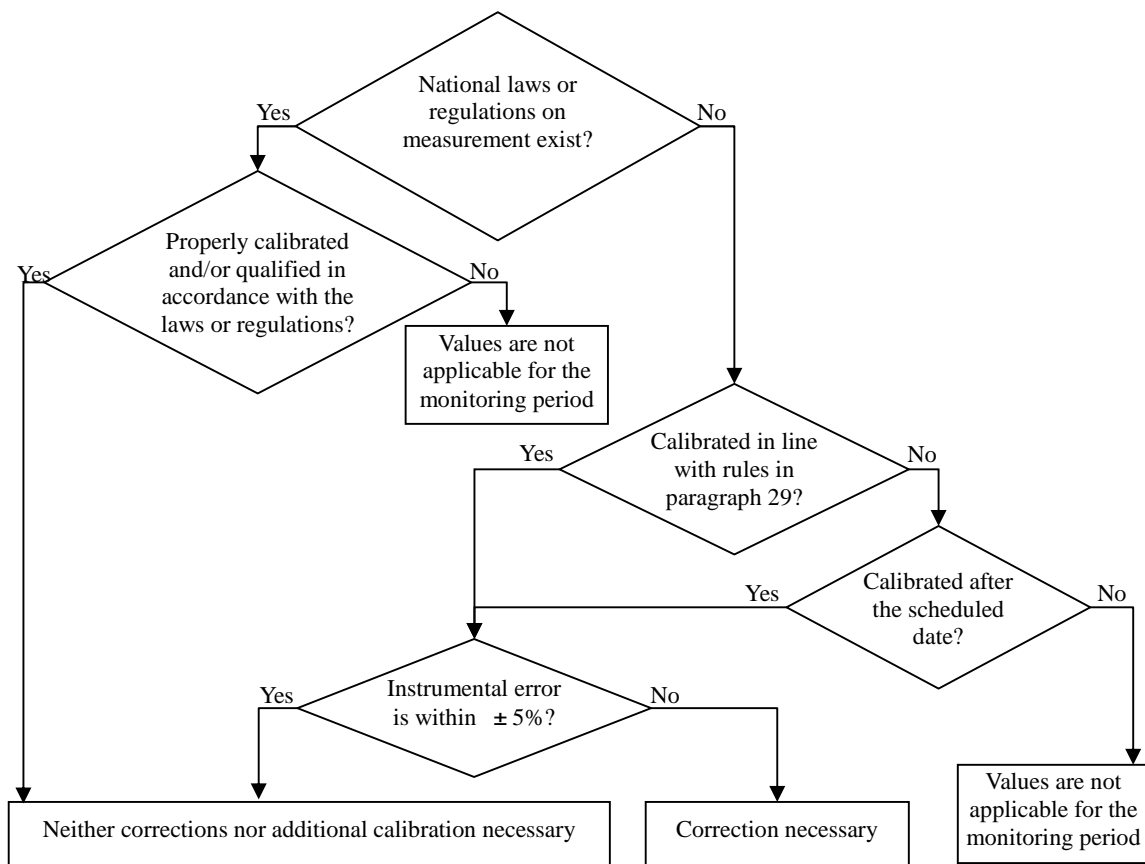 National laws or
regulations on
measurement exist?
Yes
No
Properly calibrated
and/or qualified in
accordance with the
laws or regulations?
Yes
No
Values are not
applicable for the
monitoring period
Calibrated in line
with rules in
paragraph 29?
Yes
No
Calibrated after
the scheduled
date?
Yes
No
Instrumental error
is within ± 5%?
Yes
No
Values are not
applicable for the
monitoring period
Neither corrections nor additional calibration necessary
Correction necessary